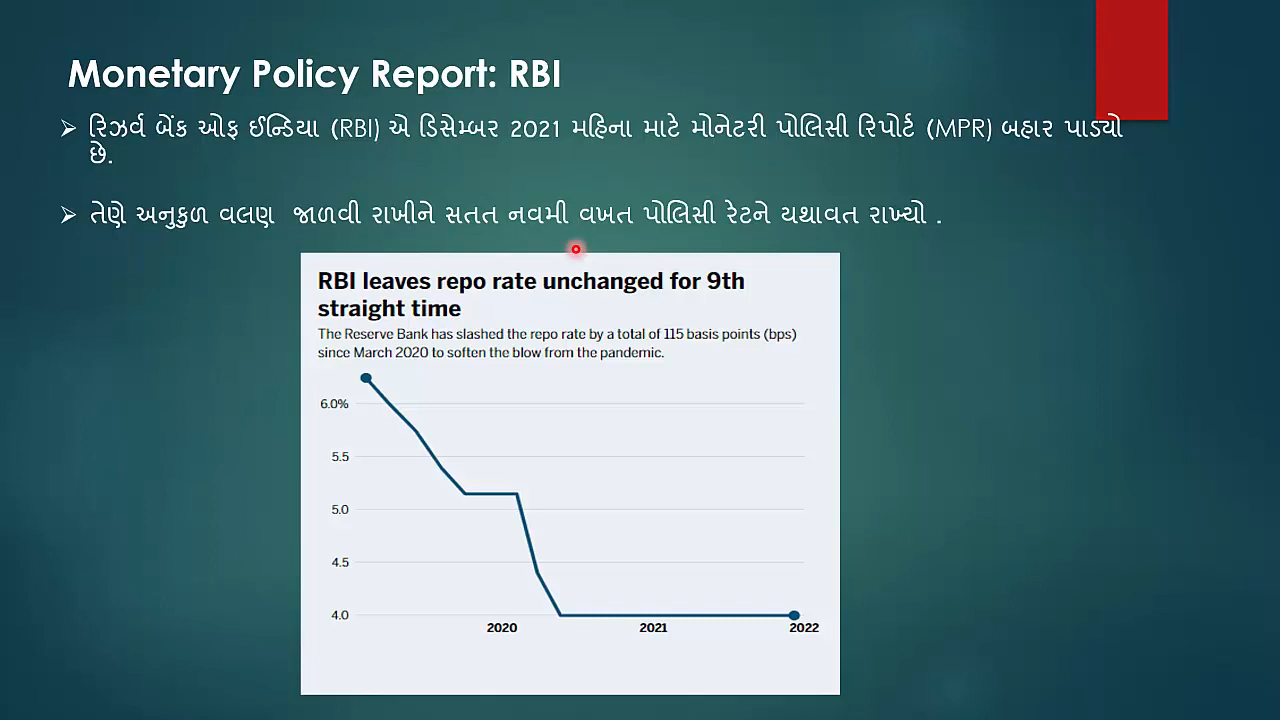 Monetary Policy Report: RBI
➢ રિઝર્વ બેંક ઓફ ઈન્ડિયા (RBI) એ ડિસેમ્બર 2021 મહિના માટે મોનેટરી પોલિસી રિપોર્ટ (MPR) બહાર પાડ્યો
છે.
➢ તેણે અનુકુળ વલણ જાળવી રાખીને સતત નવમી વખત પોલિસી રેટને યથાવત રાખ્યો .
RBI leaves repo rate unchanged for 9th
straight time
The Reserve Bank has slashed the repo rate by a total of 115 basis points (bps)
since March 2020 to soften the blow from the pandemic.
6.0%
5.5
5.0
4.5
4.0
2020 2021 2022